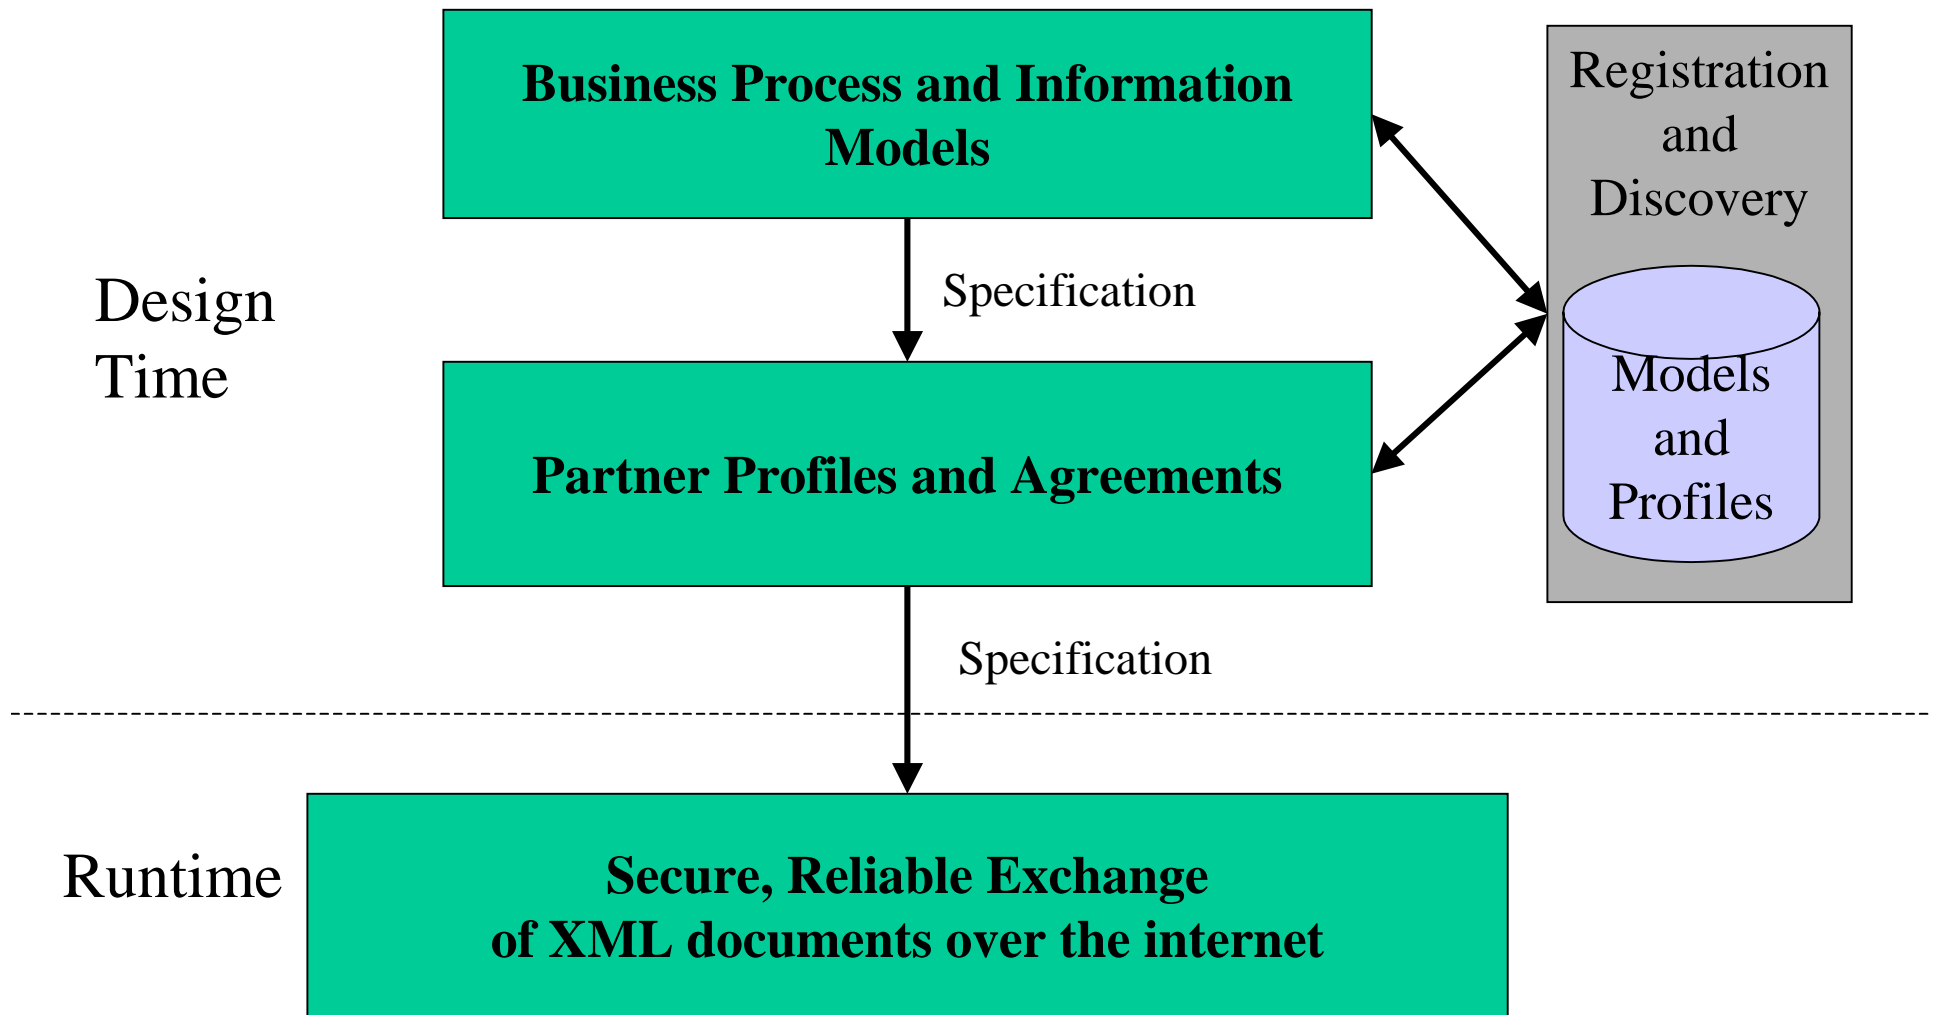 Business Process and Information
Models
Registration
and
Discovery
Specification
Design
Time
Models
and
Profiles
Partner Profiles and Agreements
Specification
Runtime
Secure, Reliable Exchange
of XML documents over the internet